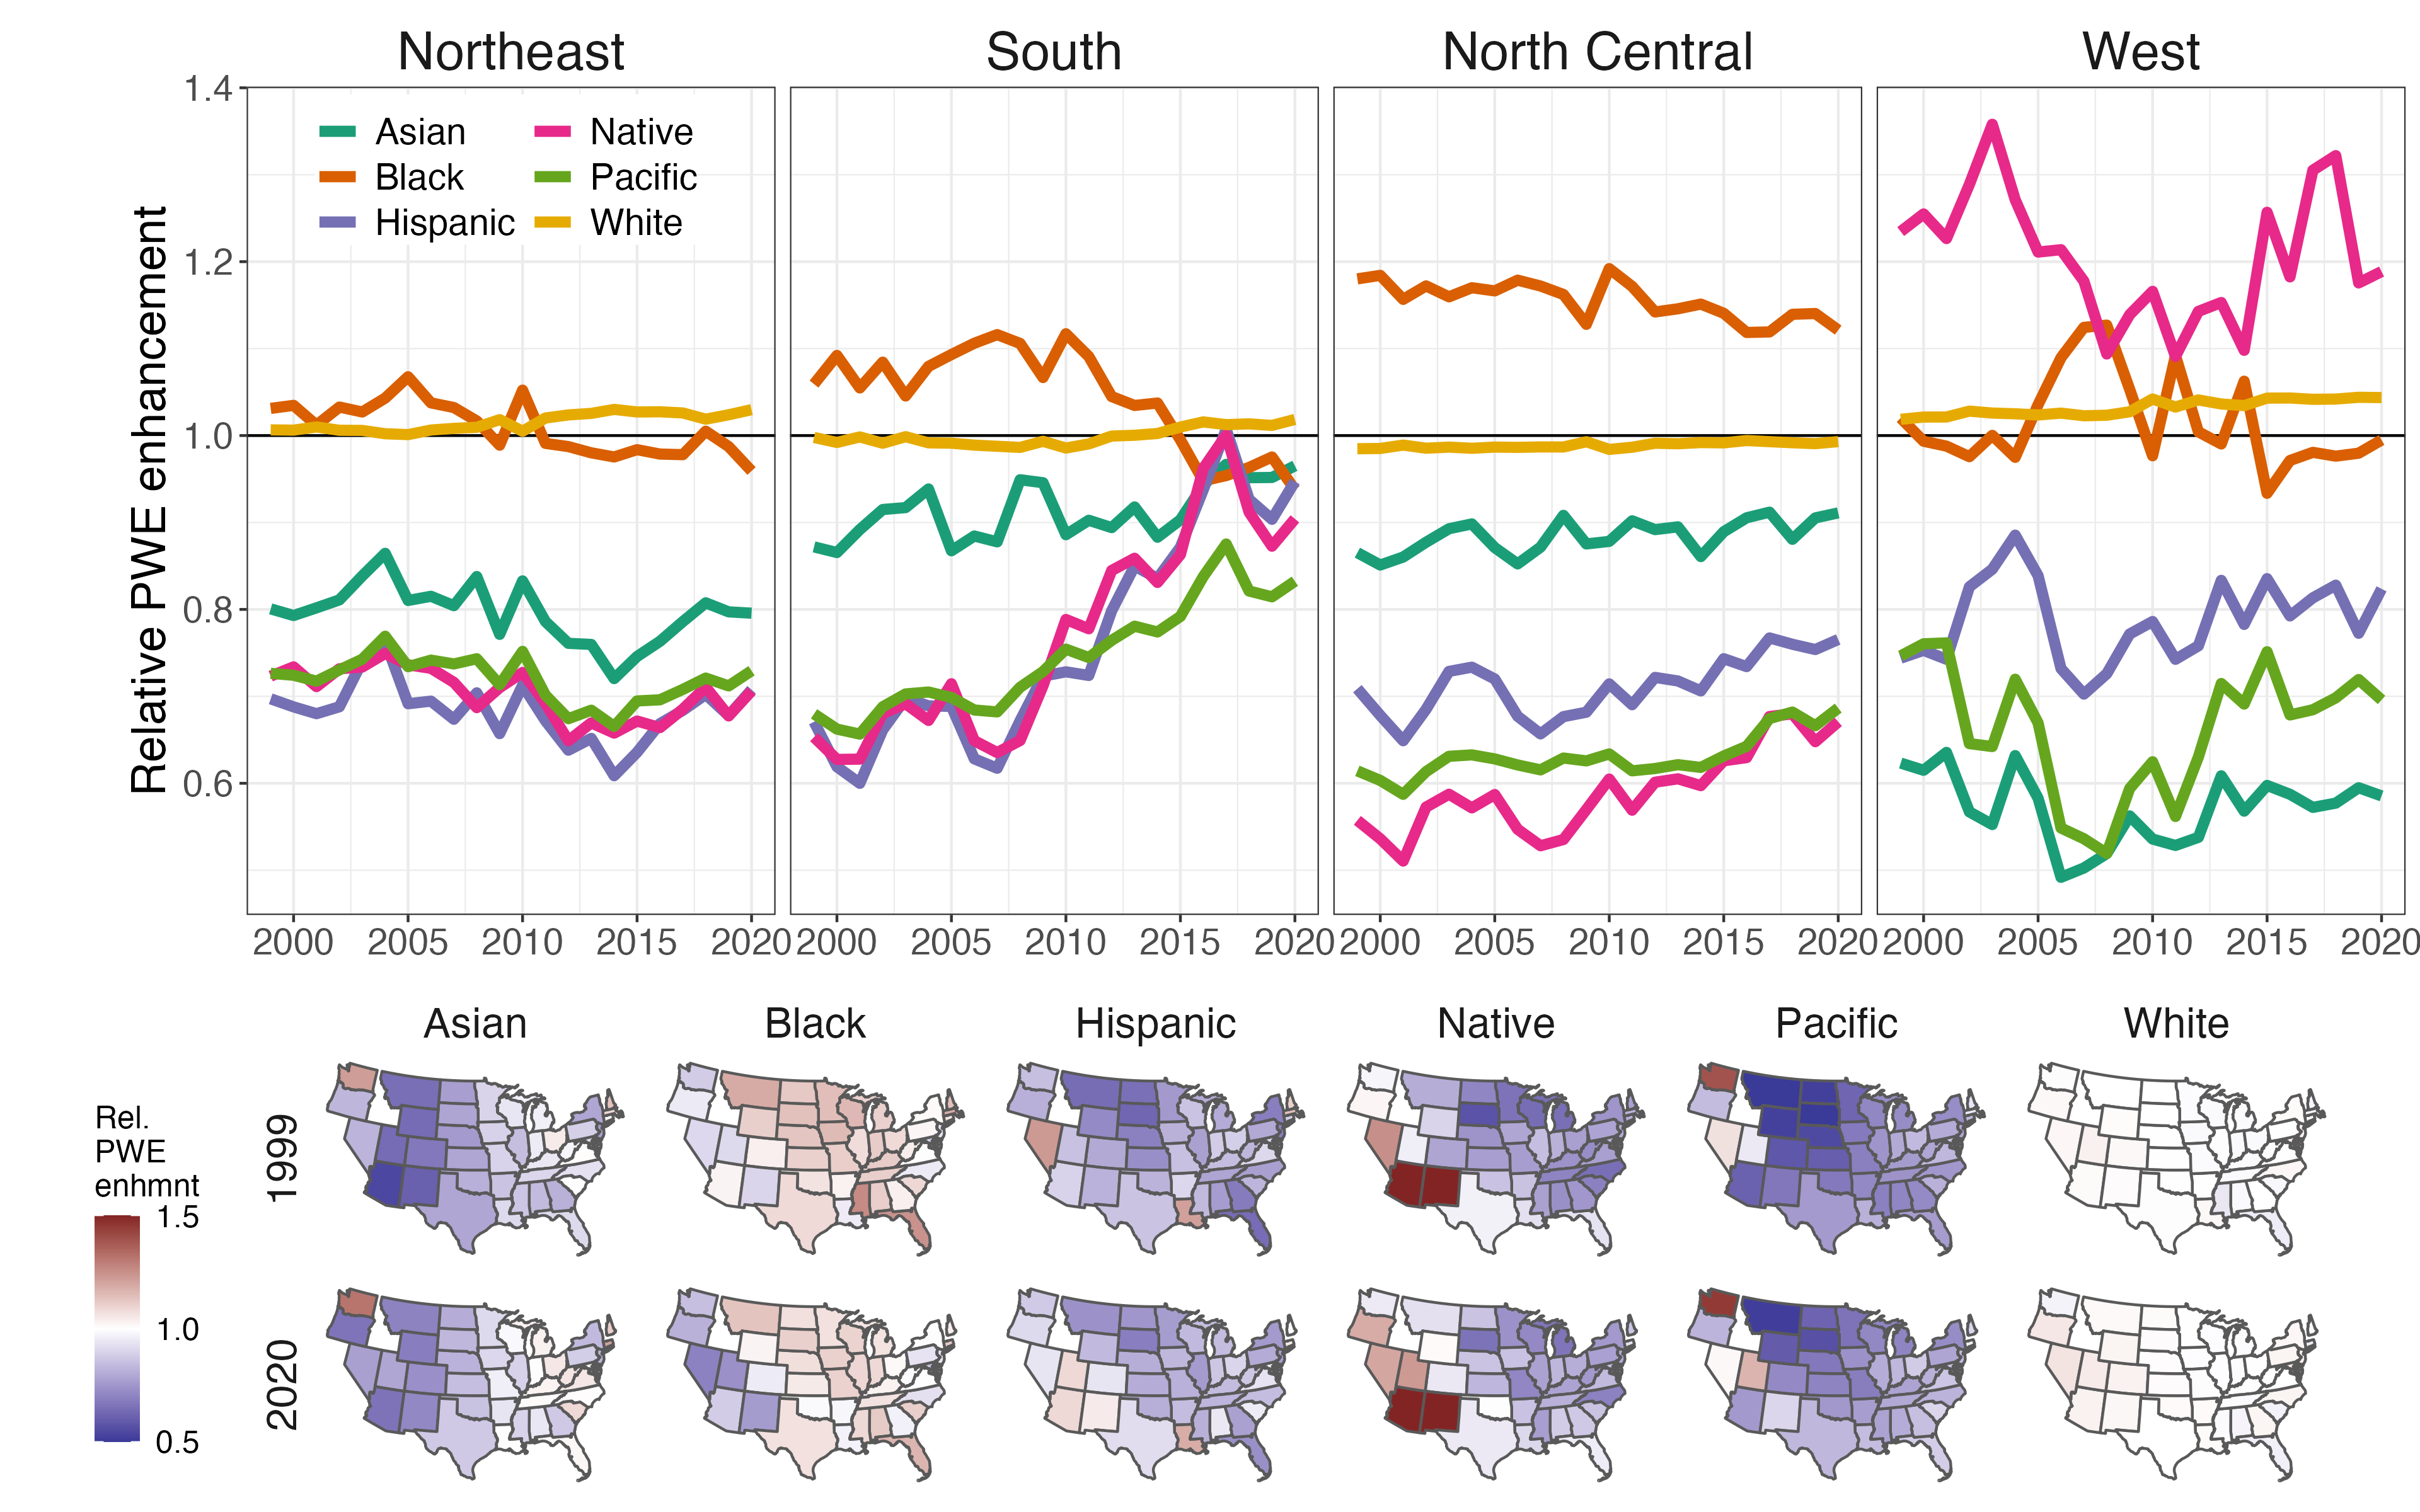 Northeast South North Central West
Relative PWE enhancement
1.4
1.2
1.0
0.8
0.6
Asian Native
Black Pacific
Hispanic White
2000 2005 2010 2015 2020 2000 2005 2010 2015 2020 2000 2005 2010 2015 2020 2000 2005 2010 2015 2020
Asian Black Hispanic Native Pacific White
1999
2020
Rel.
PWE
enhmnt
1.5
1.0
0.5